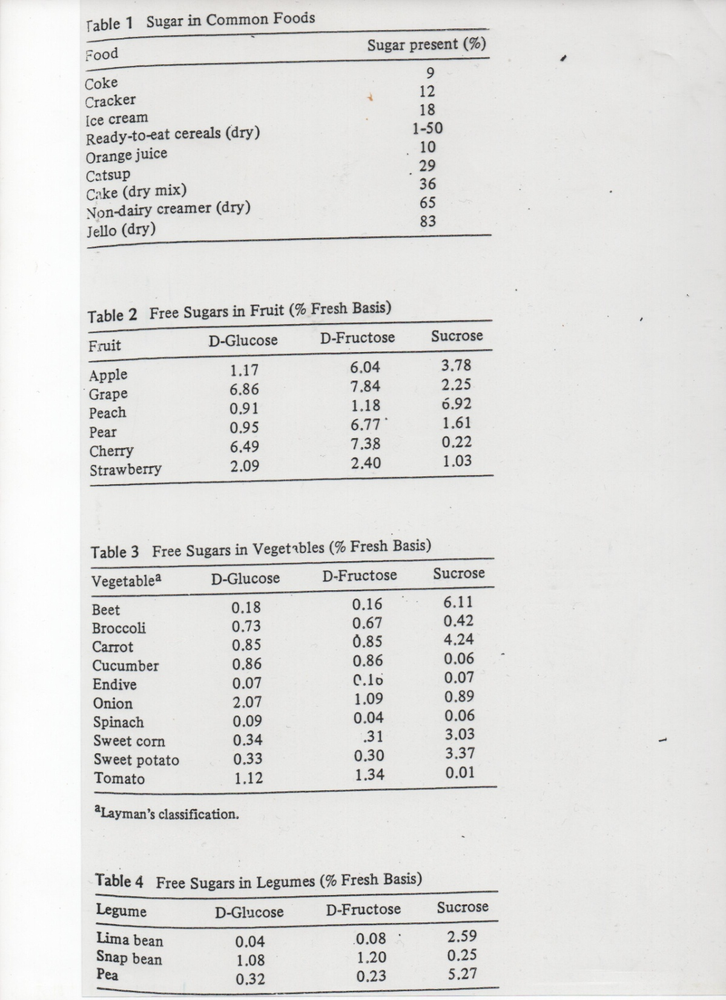 Table 1 Sugar in Common Foods
Food Sugar present (%)
Coke 9
Cracker 12
Ice cream 18
Ready-to-eat cereals (dry) 1-50
Orange juice 10
Catsup 29
Cake (dry mix) 36
Non-dairy creamer (dry) 65
Jello (dry) 83
Table 2 Free Sugars in Fruit (% Fresh Basis)
Fruit D-Glucose D-Fructose Sucrose
Apple 1.17 6.04 3.78
Grape 6.86 7.84 2.25
Peach 0.91 1.18 6.92
Pear 0.95 6.77 1.61
Cherry 6.49 7.38 0.22
Strawberry 2.09 2.40 1.03
Table 3 Free Sugars in Vegetables (% Fresh Basis)
Vegetableᵃ D-Glucose D-Fructose Sucrose
Beet 0.18 0.16 6.11
Broccoli 0.73 0.67 0.42
Carrot 0.85 0.85 4.24
Cucumber 0.86 0.86 0.06
Endive 0.07 0.07
Onion 2.07 1.09 0.89
Spinach 0.09 0.04 0.06
Sweet corn 0.34 .31 3.03
Sweet potato 0.33 0.30 3.37
Tomato 1.12 1.34 0.01
ᵃLayman's classification.
Table 4 Free Sugars in Legumes (% Fresh Basis)
Legume D-Glucose D-Fructose Sucrose
Lima bean 0.04 0.08 2.59
Snap bean 1.08 1.20 0.25
Pea 0.32 0.23 5.27